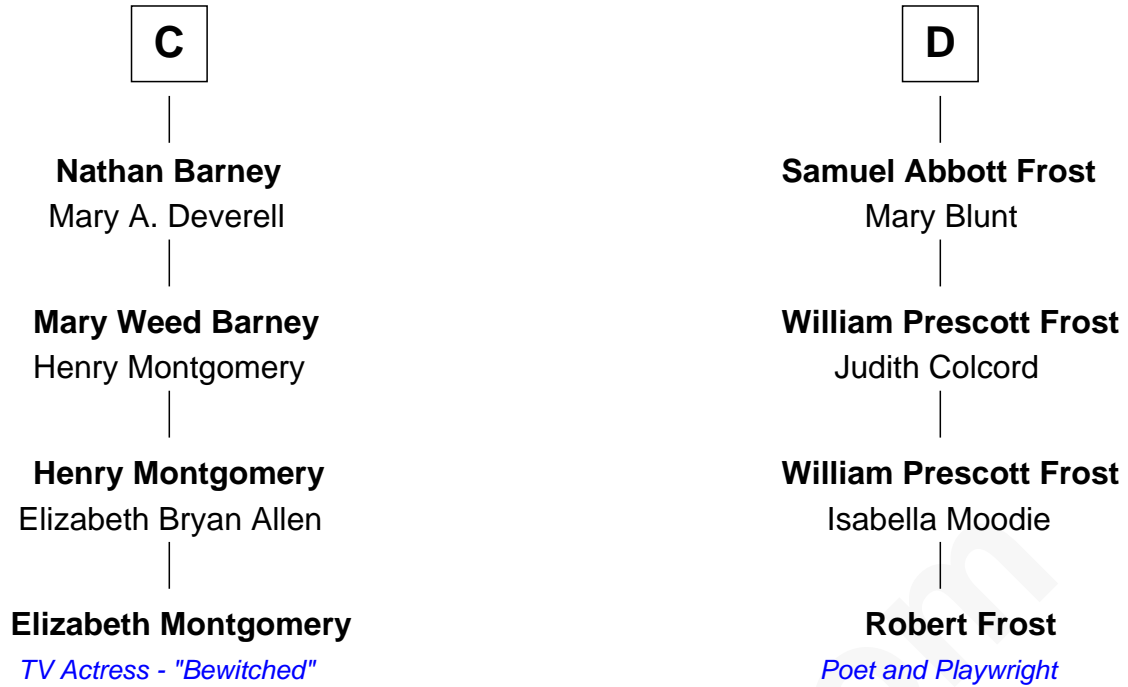 C
Nathan Barney
Mary A. Deverell
Mary Weed Barney
Henry Montgomery
Henry Montgomery
Elizabeth Bryan Allen
Elizabeth Montgomery
TV Actress - "Bewitched"
D
Samuel Abbott Frost
Mary Blunt
William Prescott Frost
Judith Colcord
William Prescott Frost
Isabella Moodie
Robert Frost
Poet and Playwright